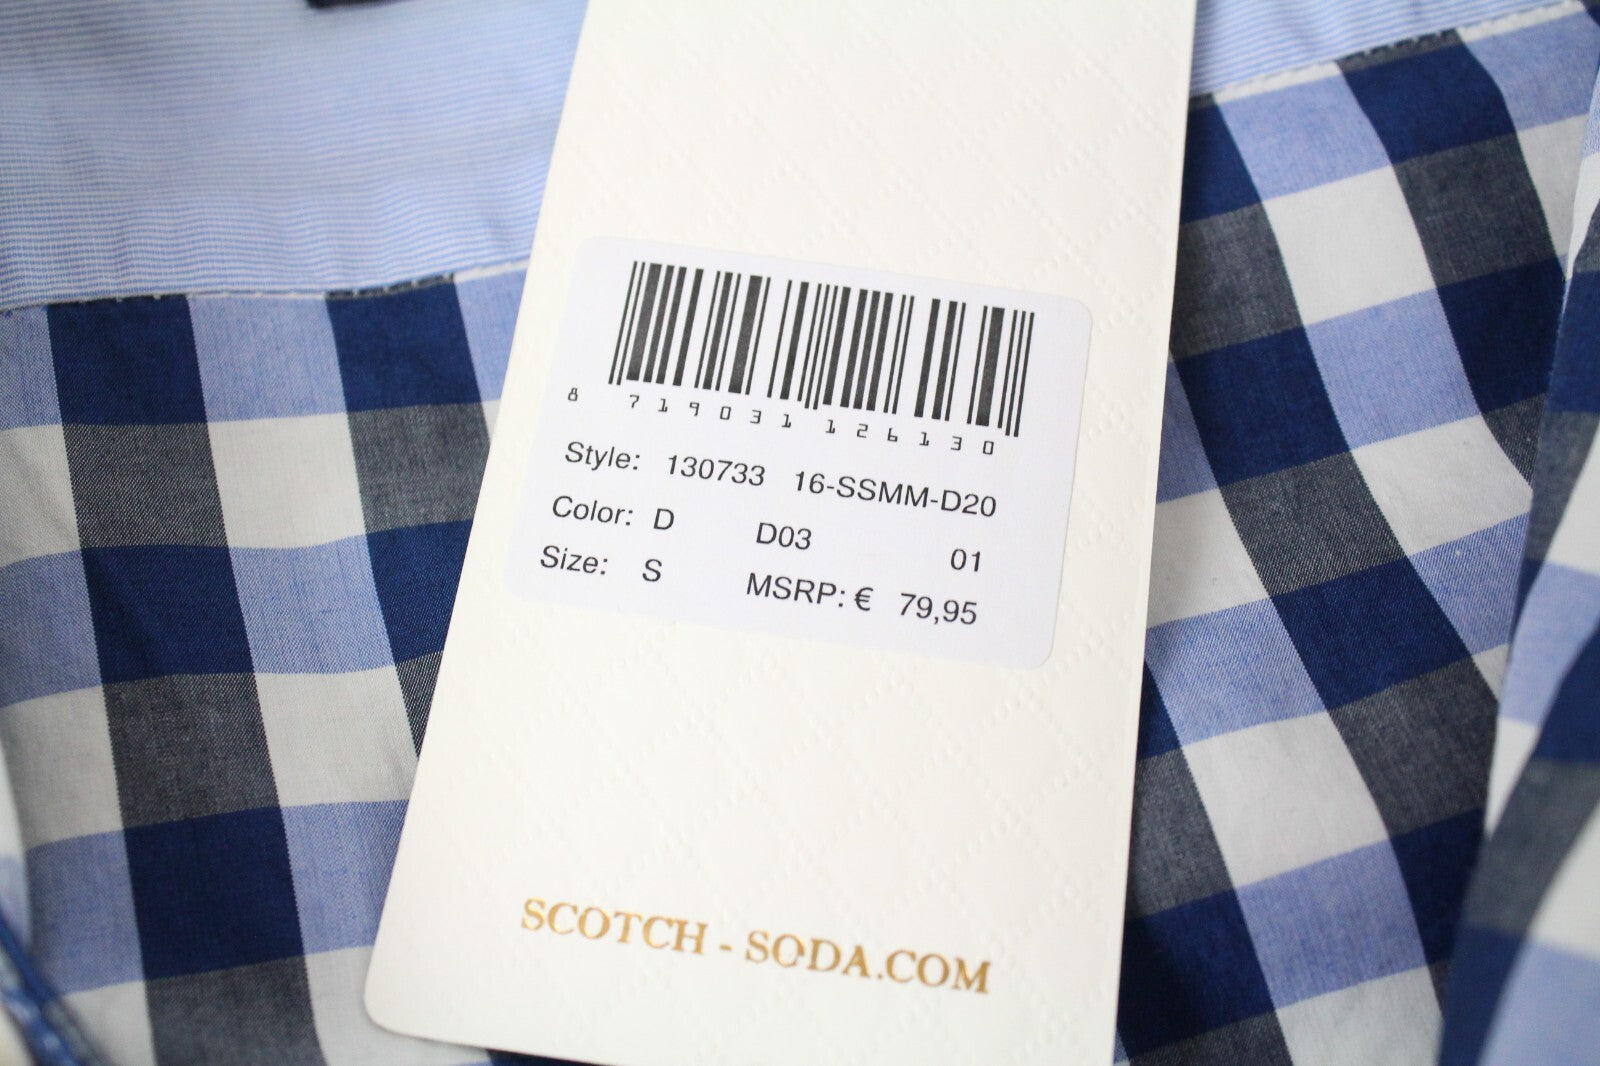 8 719031 126130
Style: 130733 16-SSMM-D20
Color: D D03 01
Size: S MSRP: € 79,95
SCOTCH - SODA.COM